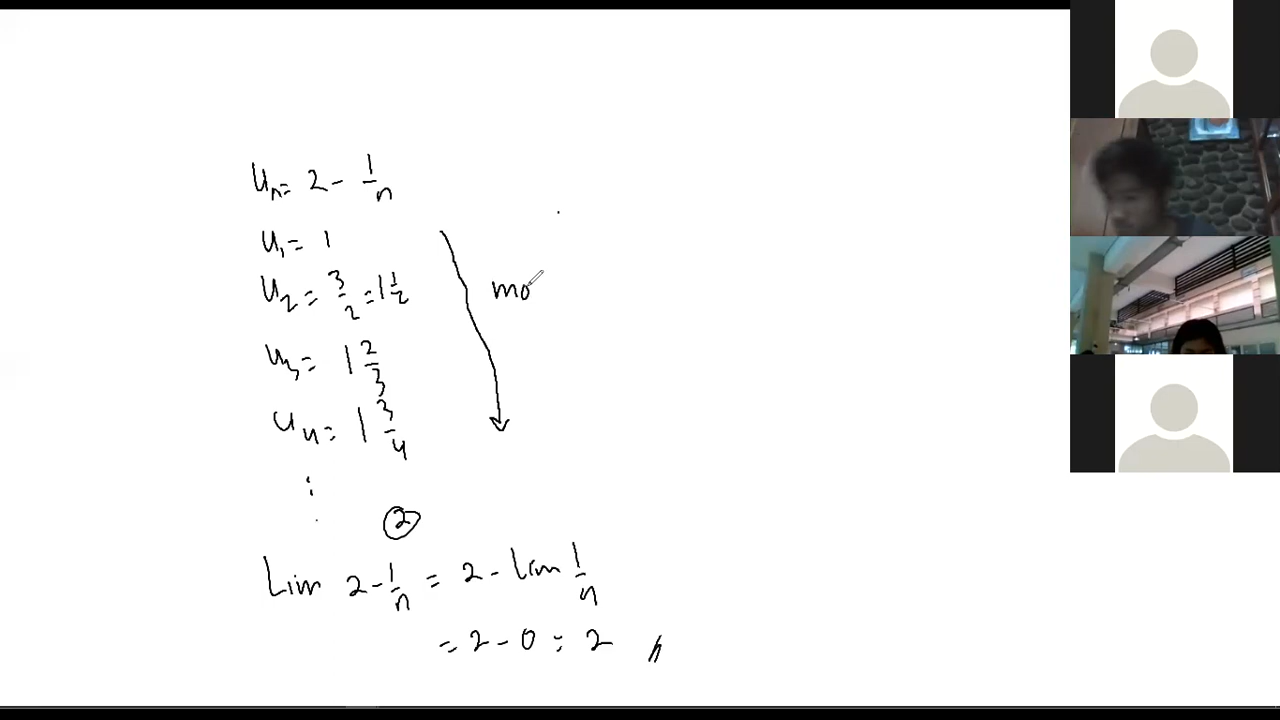 Un = 2 - 1/n
U1 = 1
U2 = 3/2 = 1 1/2
mo
U3 = 1 2/3
U4 = 1 3/4
:
2
Lim 2 - 1/n = 2 - lim 1/n
= 2 - 0 = 2 //